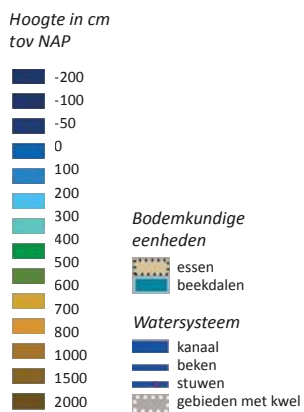 Hoogte in cm
tov NAP
-200
-100
-50
0
100
200
300
400
500
600
700
800
1000
1500
2000
Bodemkundige
eenheden
essen
beekdalen
Watersysteem
kanaal
beken
stuwen
gebieden met kwel